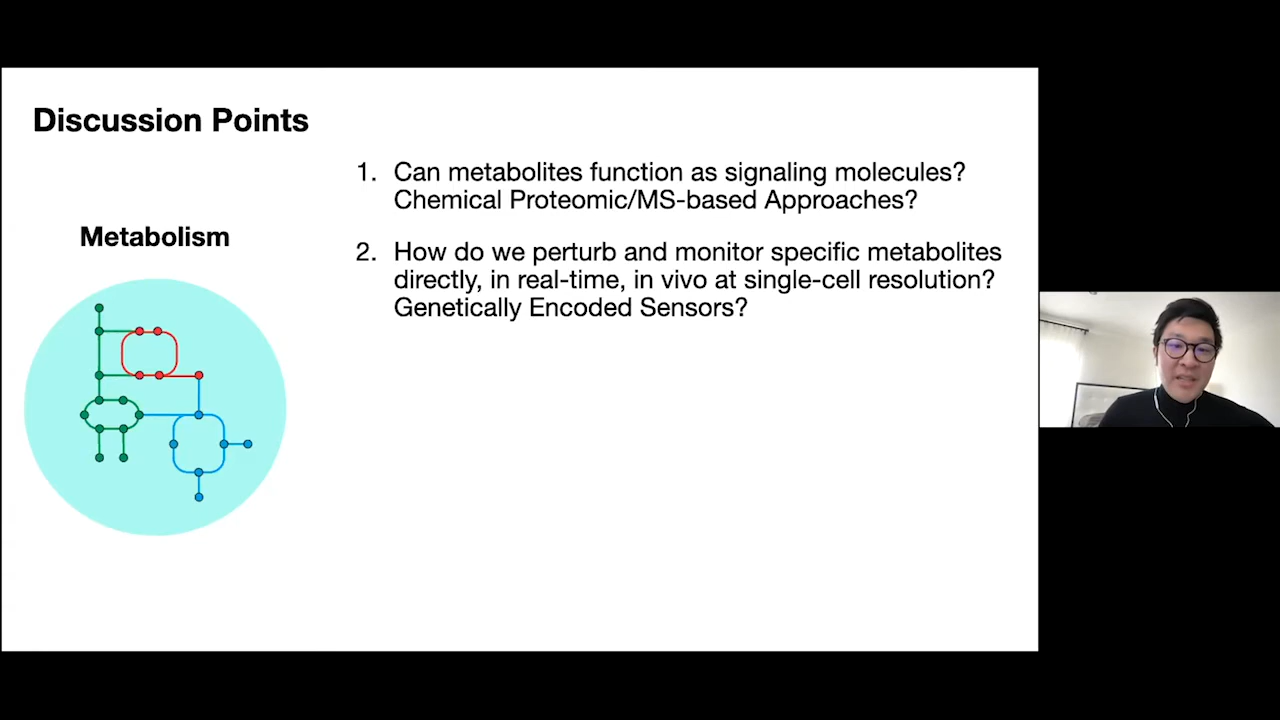 Discussion Points
Metabolism
1. Can metabolites function as signaling molecules?
Chemical Proteomic/MS-based Approaches?
2. How do we perturb and monitor specific metabolites
directly, in real-time, in vivo at single-cell resolution?
Genetically Encoded Sensors?